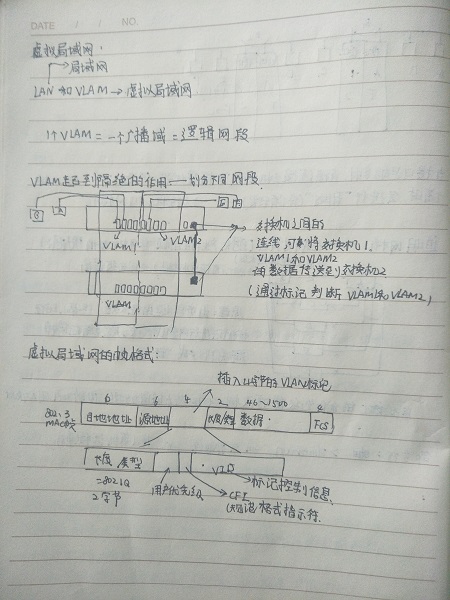 DATE / / NO.
虚拟局域网:
局域网
LAN 和 VLAM → 虚拟局域网
1个VLAM = 一个广播域 = 逻辑网段
VLAM起到隔绝的作用——划分不同网段.
B A
C D
VLAM1 VLAM2
VLAM
交换机之间的
连线可以将交换机1.
VLAM1和VLAM2
的数据传送到交换机2
(通过标记判断VLAM1和VLAM2)
虚拟局域网的帧格式:
插入4字节的VLAN标记
6 6 4 2 46~1500 4
802.3
MAC帧
目地地址 源地址 长度/类型 数据. FCS
长度 类型 VID
=802.1Q
2字节
用户优先级
CFI
格式指示符.
标记控制信息.